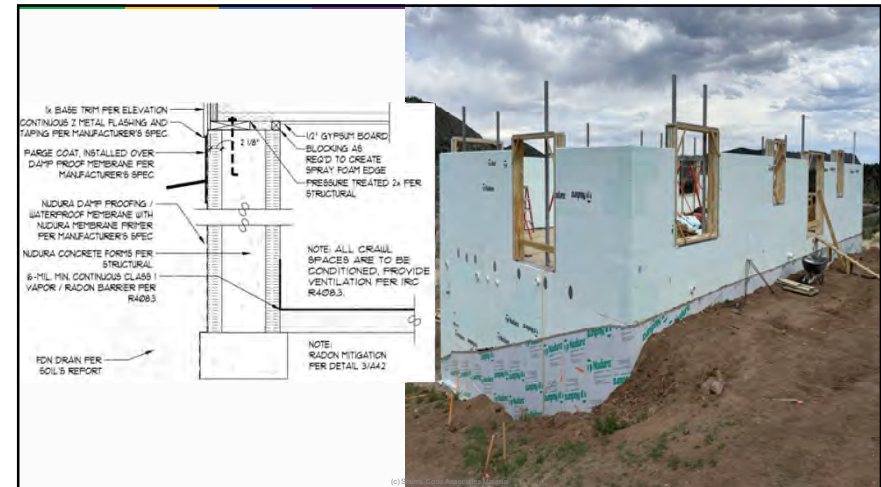 1x BASE TRIM PER ELEVATION
CONTINUOUS Z METAL FLASHING AND
TAPING PER MANUFACTURER'S SPEC
PARGE COAT, INSTALLED OVER
DAMP PROOF MEMBRANE PER
MANUFACTURER'S SPEC
NUDURA DAMP PROOFING /
WATERPROOF MEMBRANE WITH
NUDURA MEMBRANE PRIMER
PER MANUFACTURER'S SPEC
NUDURA CONCRETE FORMS PER
STRUCTURAL
6-MIL. MIN. CONTINUOUS CLASS 1
VAPOR / RADON BARRIER PER
R408.3
FDN DRAIN PER
SOIL'S REPORT
2 1/8"
1/2" GYPSUM BOARD
BLOCKING AS
REQ'D TO CREATE
SPRAY FOAM EDGE
PRESSURE TREATED 2x PER
STRUCTURAL
NOTE: ALL CRAWL
SPACES ARE TO BE
CONDITIONED, PROVIDE
VENTILATION PER IRC
R408.3.
NOTE:
RADON MITIGATION
PER DETAIL 3/A42
Nudura
Nudura
Nudura